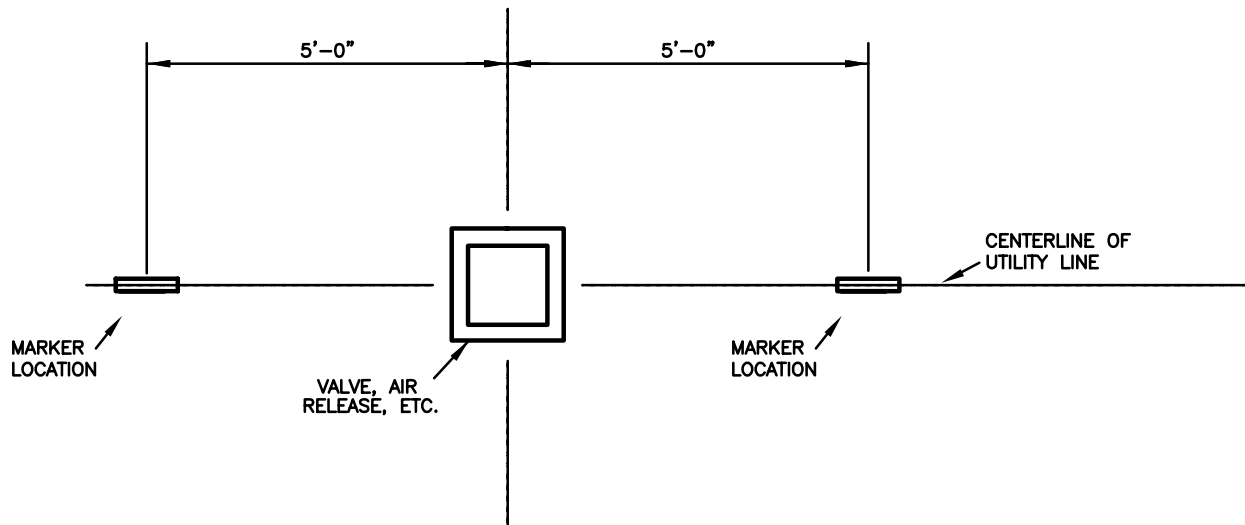 5'-0"
5'-0"
CENTERLINE OF
UTILITY LINE
MARKER
LOCATION
VALVE, AIR
RELEASE, ETC.
MARKER
LOCATION